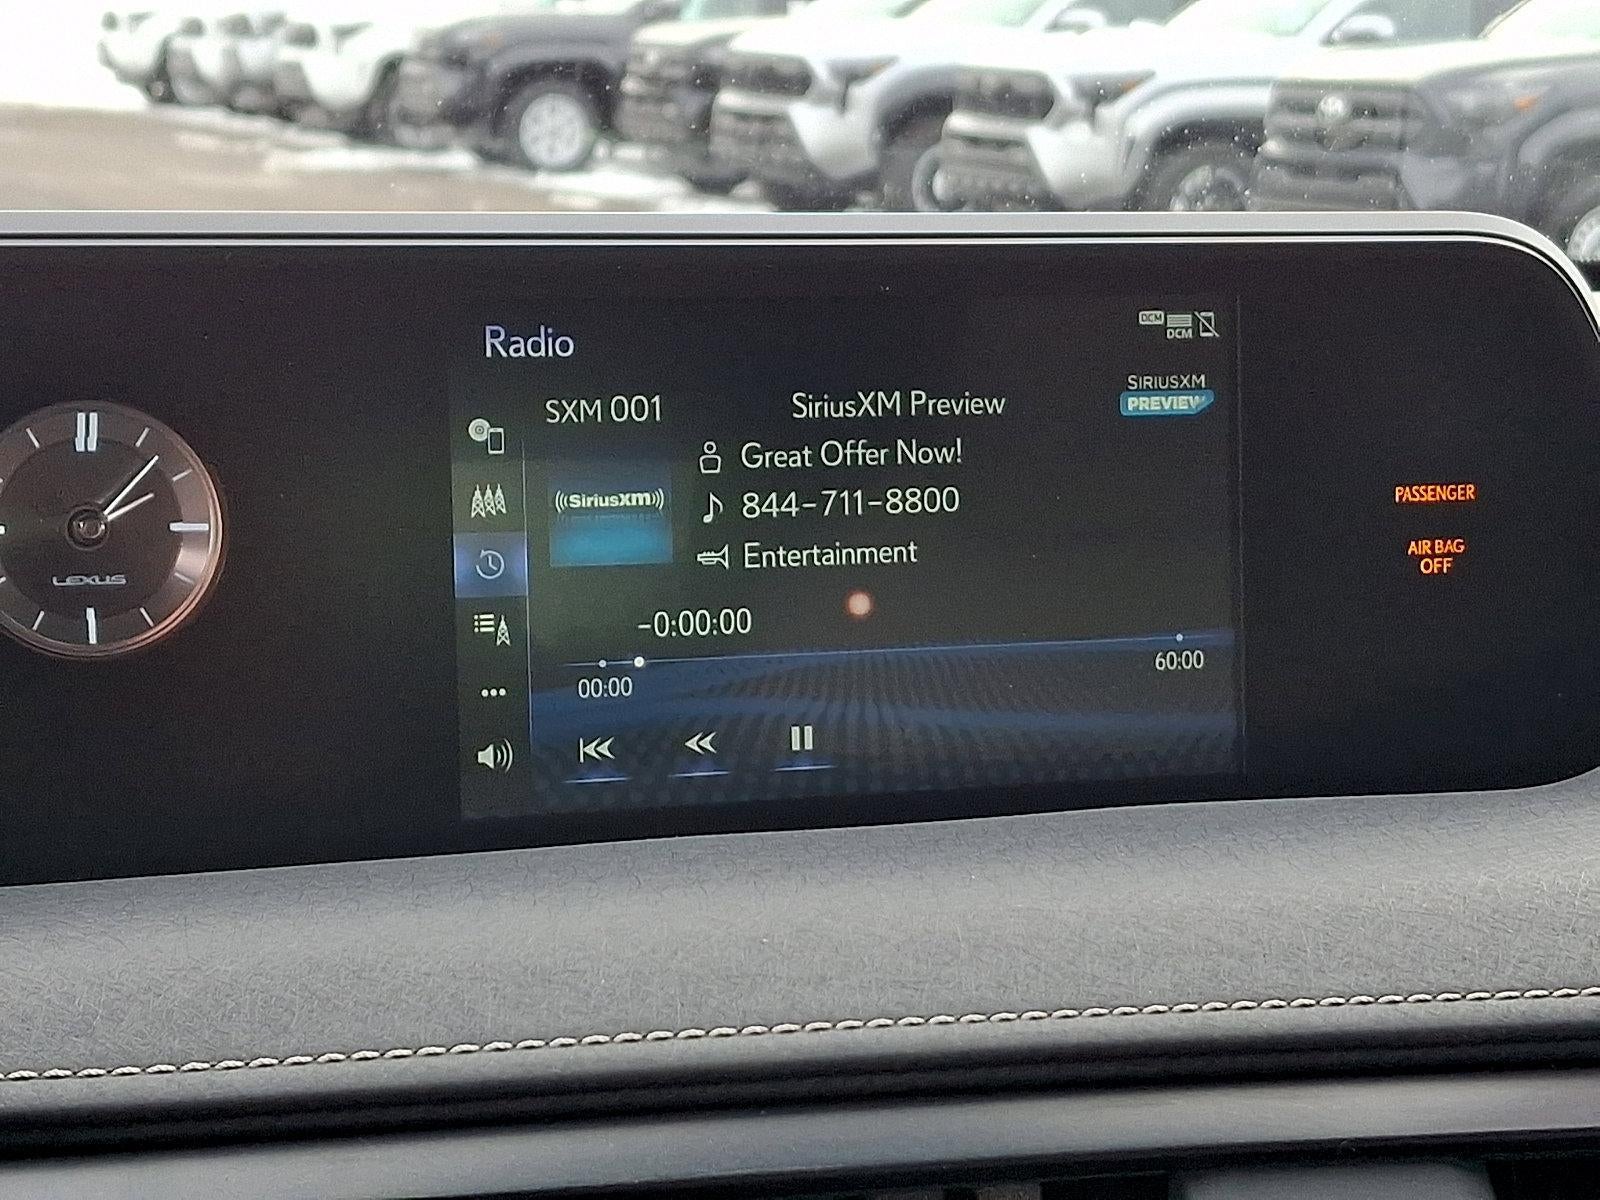 Radio
DCM
DCM
SXM 001
SiriusXM Preview
SIRIUSXM
PREVIEW
Great Offer Now!
((SiriusXM))
844-711-8800
Entertainment
-0:00:00
00:00
60:00
LEXUS
PASSENGER
AIR BAG
OFF